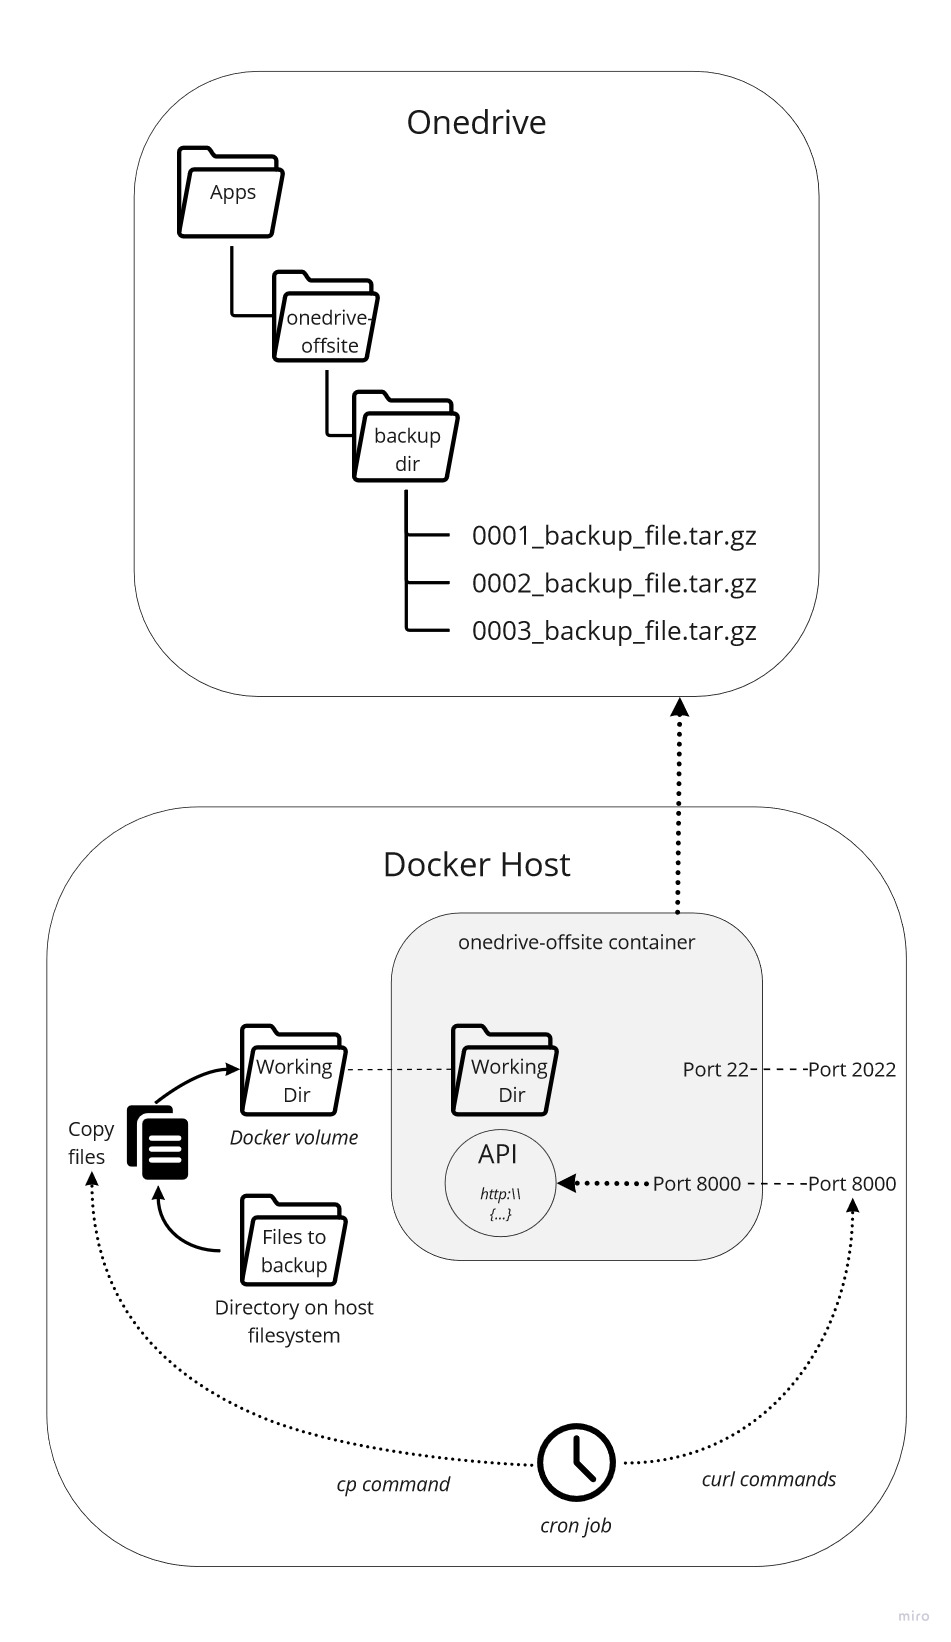 Onedrive
Apps
onedrive-
offsite
backup
dir
0001_backup_file.tar.gz
0002_backup_file.tar.gz
0003_backup_file.tar.gz
Docker Host
onedrive-offsite container
Working
Dir
Docker volume
Working
Dir
Port 22
Port 2022
Copy
files
API
http:\\
{...}
Port 8000
Port 8000
Files to
backup
Directory on host
filesystem
cp command
curl commands
cron job
miro